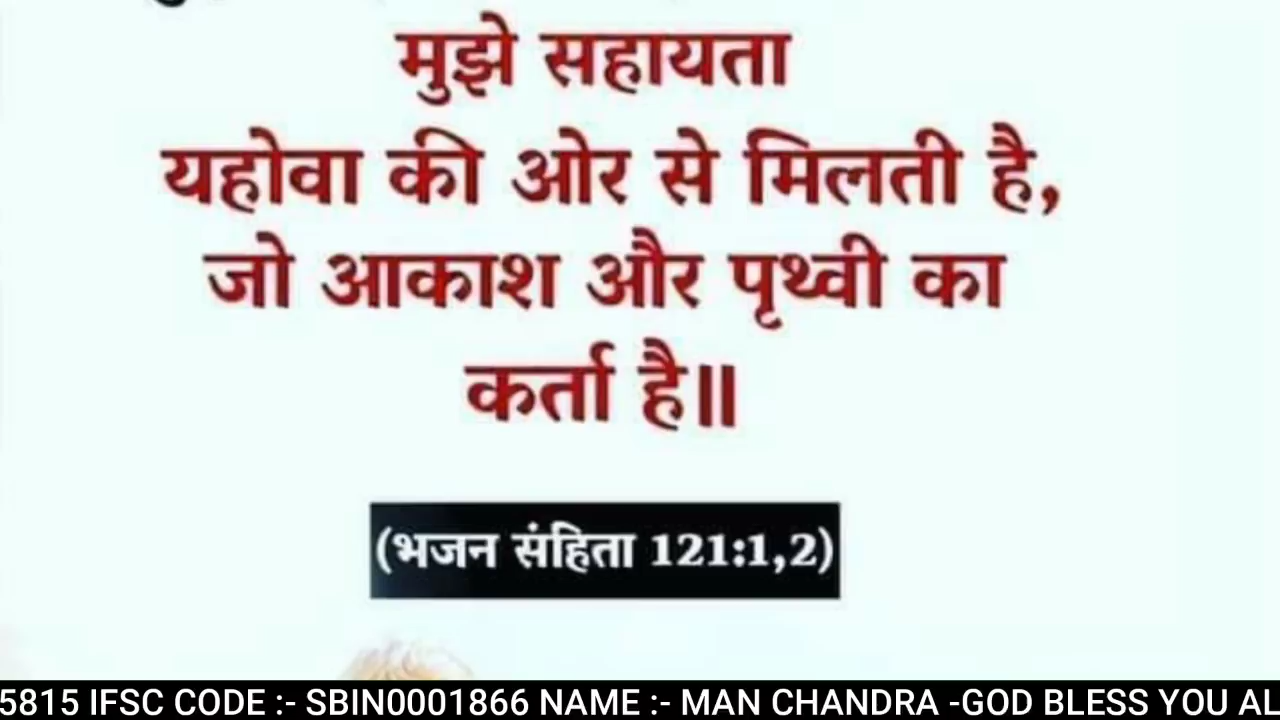 मुझे सहायता
यहोवा की ओर से मिलती है,
जो आकाश और पृथ्वी का
कर्ता है॥
(भजन संहिता 121:1,2)
5815 IFSC CODE :- SBIN0001866 NAME :- MAN CHANDRA -GOD BLESS YOU AL